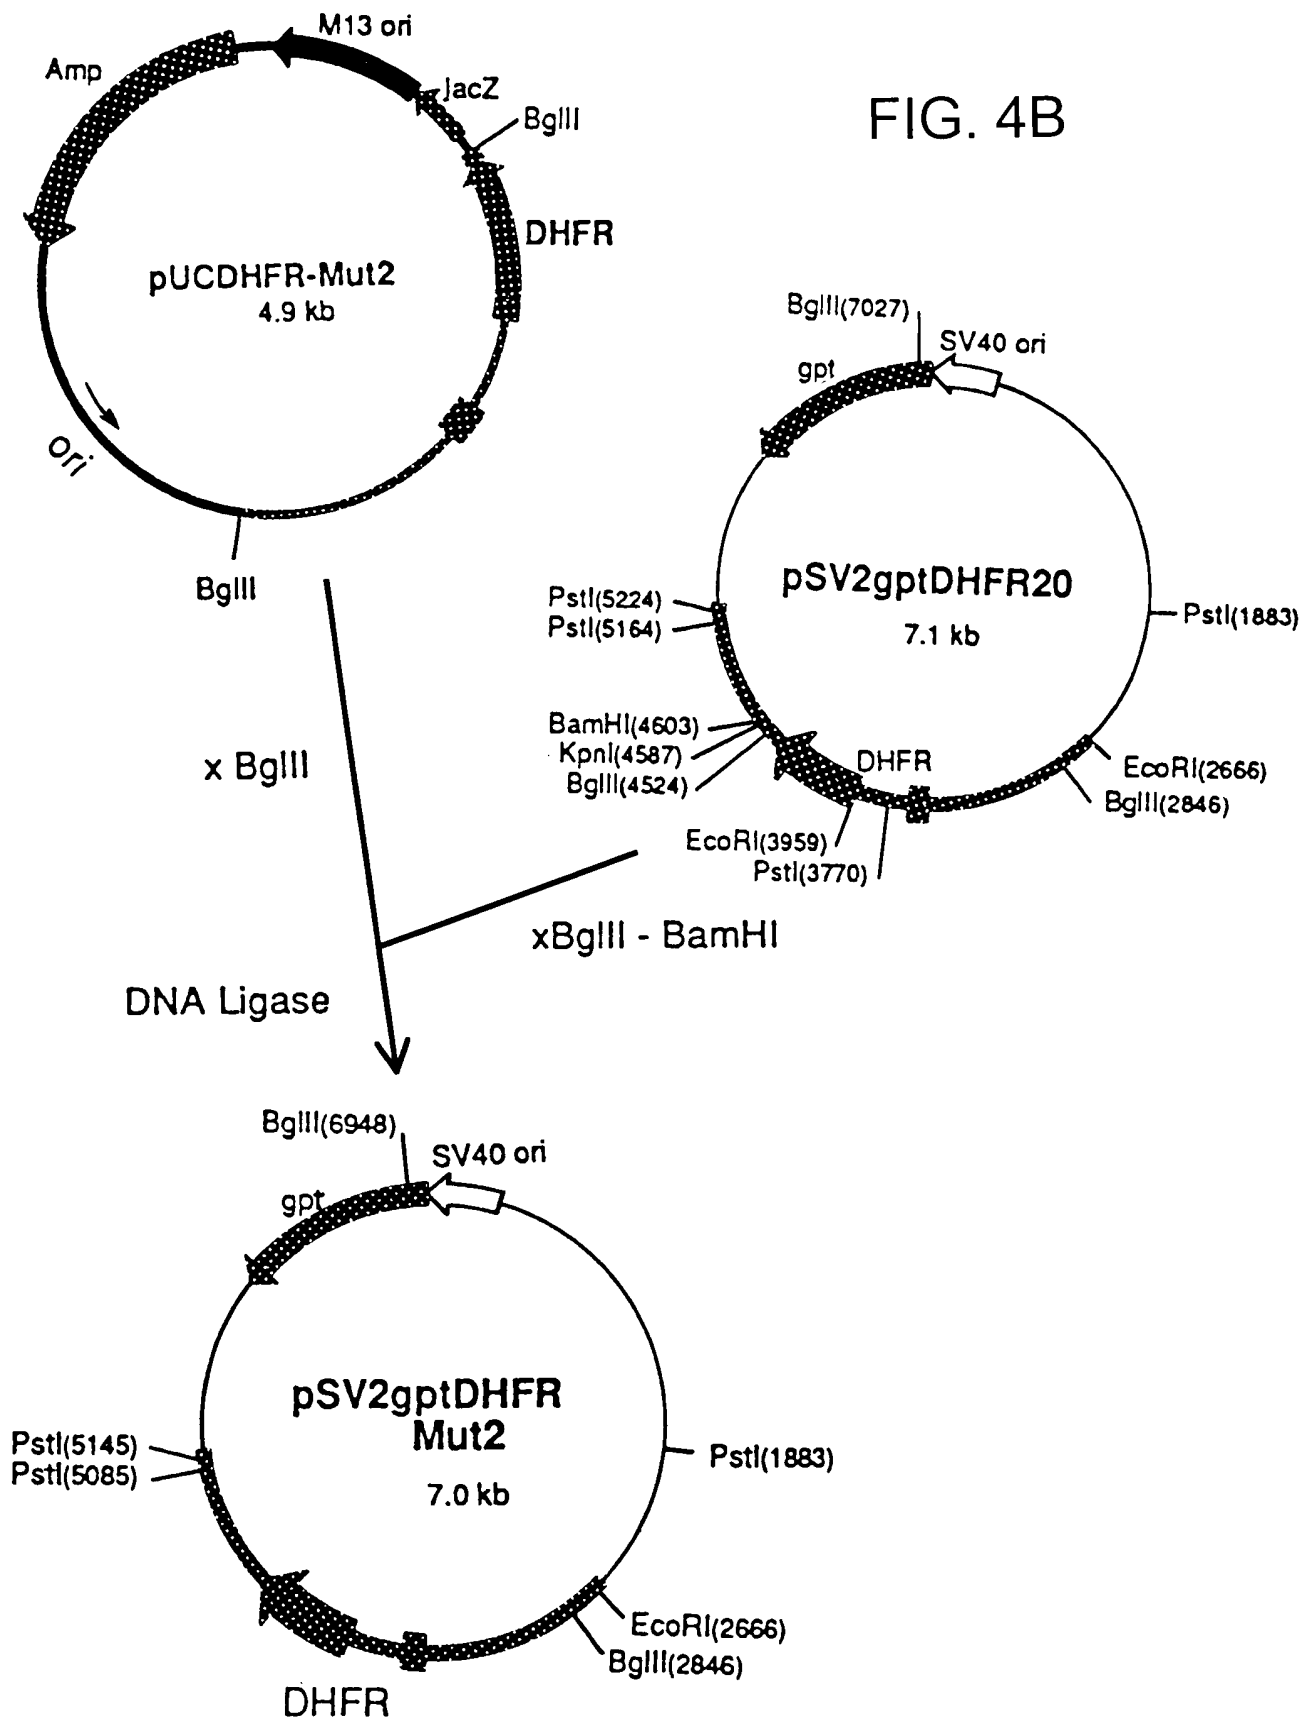 FIG. 4B
M13 ori
Amp
lacZ
BglII
DHFR
pUCDHFR-Mut2
4.9 kb
ori
BglII
BglII(7027)
SV40 ori
gpt
pSV2gptDHFR20
7.1 kb
PstI(5224)
PstI(5164)
PstI(1883)
BamHI(4603)
KpnI(4587)
BglII(4524)
DHFR
EcoRI(2666)
BglII(2846)
EcoRI(3959)
PstI(3770)
x BglII
xBglII - BamHI
DNA Ligase
BglII(6948)
SV40 ori
gpt
pSV2gptDHFR
Mut2
7.0 kb
PstI(5145)
PstI(5085)
PstI(1883)
EcoRI(2666)
BglII(2846)
DHFR